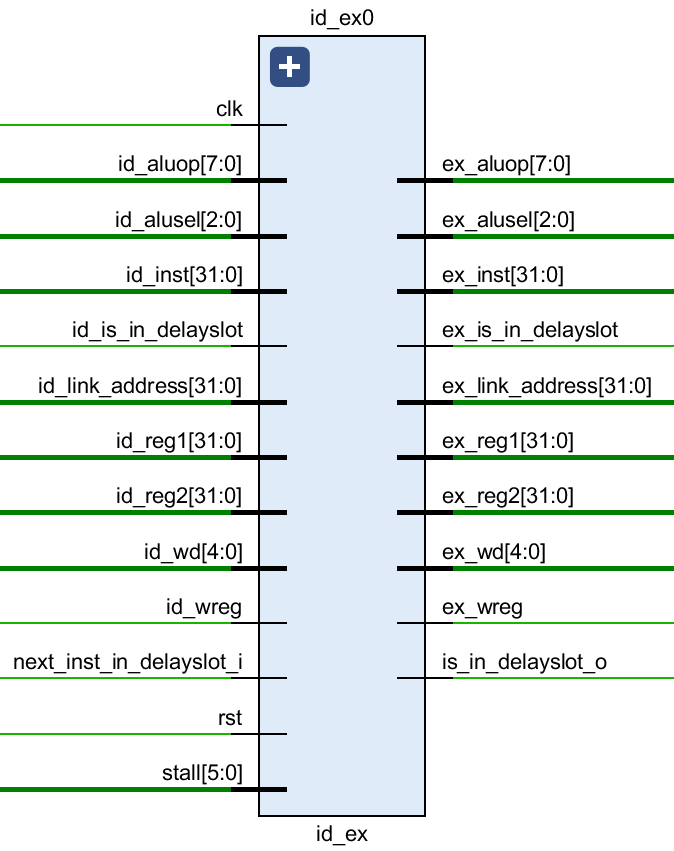 id_ex0
clk
id_aluop[7:0]
ex_aluop[7:0]
id_alusel[2:0]
ex_alusel[2:0]
id_inst[31:0]
ex_inst[31:0]
id_is_in_delayslot
ex_is_in_delayslot
id_link_address[31:0]
ex_link_address[31:0]
id_reg1[31:0]
ex_reg1[31:0]
id_reg2[31:0]
ex_reg2[31:0]
id_wd[4:0]
ex_wd[4:0]
id_wreg
ex_wreg
next_inst_in_delayslot_i
is_in_delayslot_o
rst
stall[5:0]
id_ex